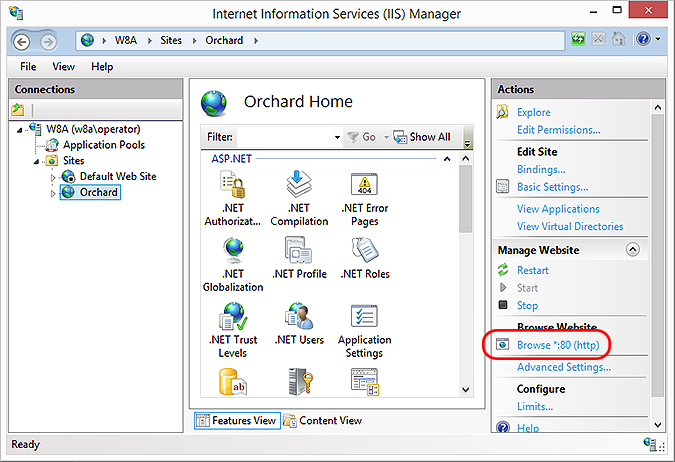 Internet Information Services (IIS) Manager
W8A Sites Orchard
File View Help
Connections
W8A (w8a\operator)
Application Pools
Sites
Default Web Site
Orchard
Orchard Home
Filter: Go Show All
ASP.NET
.NET Authorizat...
.NET Compilation
404
.NET Error Pages
.NET Globalization
.NET Profile
.NET Roles
.NET Trust Levels
.NET Users
Application Settings
ab
Features View Content View
Actions
Explore
Edit Permissions...
Edit Site
Bindings...
Basic Settings...
View Applications
View Virtual Directories
Manage Website
Restart
Start
Stop
Browse Website
Browse *:80 (http)
Advanced Settings...
Configure
Limits...
Help
Ready